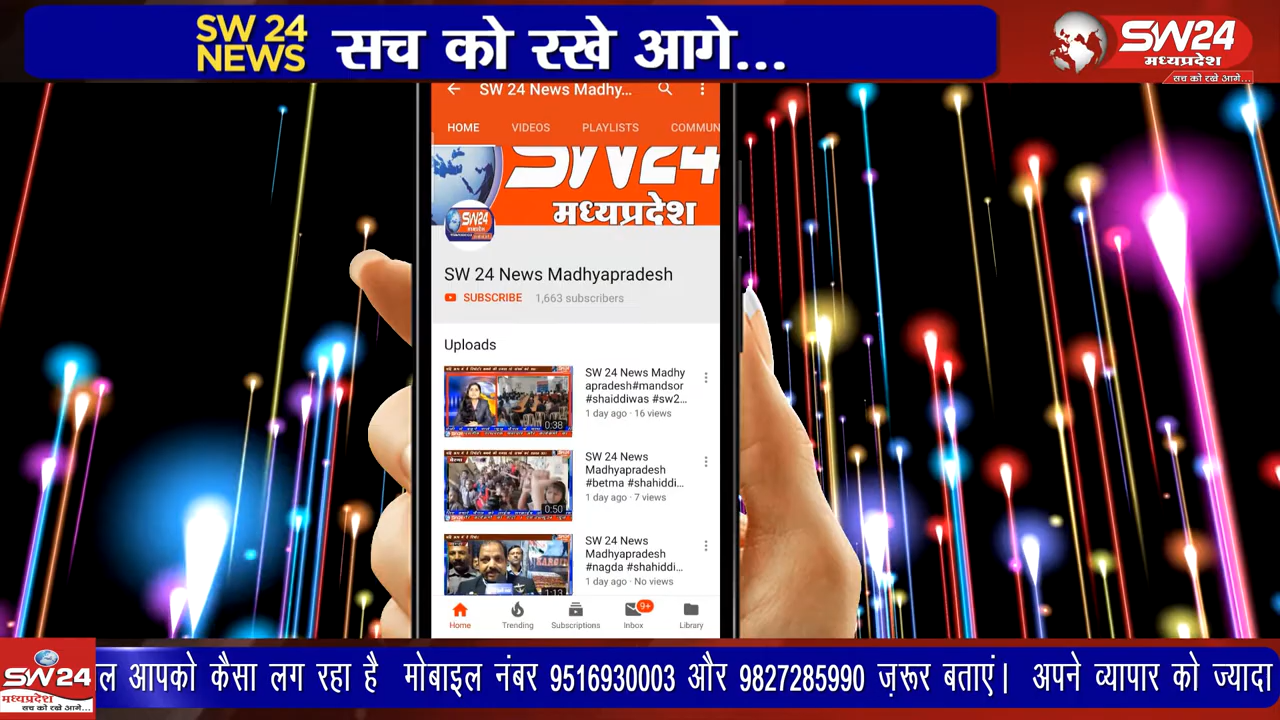 SW 24
NEWS
सच को रखे आगे...
SW24
मध्यप्रदेश
सच को रखे आगे...
SW 24 News Madhy...
HOME VIDEOS PLAYLISTS COMMUN
SW24
मध्यप्रदेश
SW24
SW 24 News Madhyapradesh
SUBSCRIBE 1,663 subscribers
Uploads
SW 24 News Madhy
apradesh#mandsor
#shaiddiwas #sw2...
1 day ago · 16 views
0:38
SW 24 News
Madhyapradesh
#betma #shahiddi...
1 day ago · 7 views
0:50
SW 24 News
Madhyapradesh
#nagda #shahiddi...
1 day ago · No views
1:13
9+
Home Trending Subscriptions Inbox Library
SW24
मध्यप्रदेश
सच को रखे आगे...
ल आपको कैसा लग रहा है मोबाइल नंबर 9516930003 और 9827285990 ज़रूर बताएं। अपने व्यापार को ज्यादा